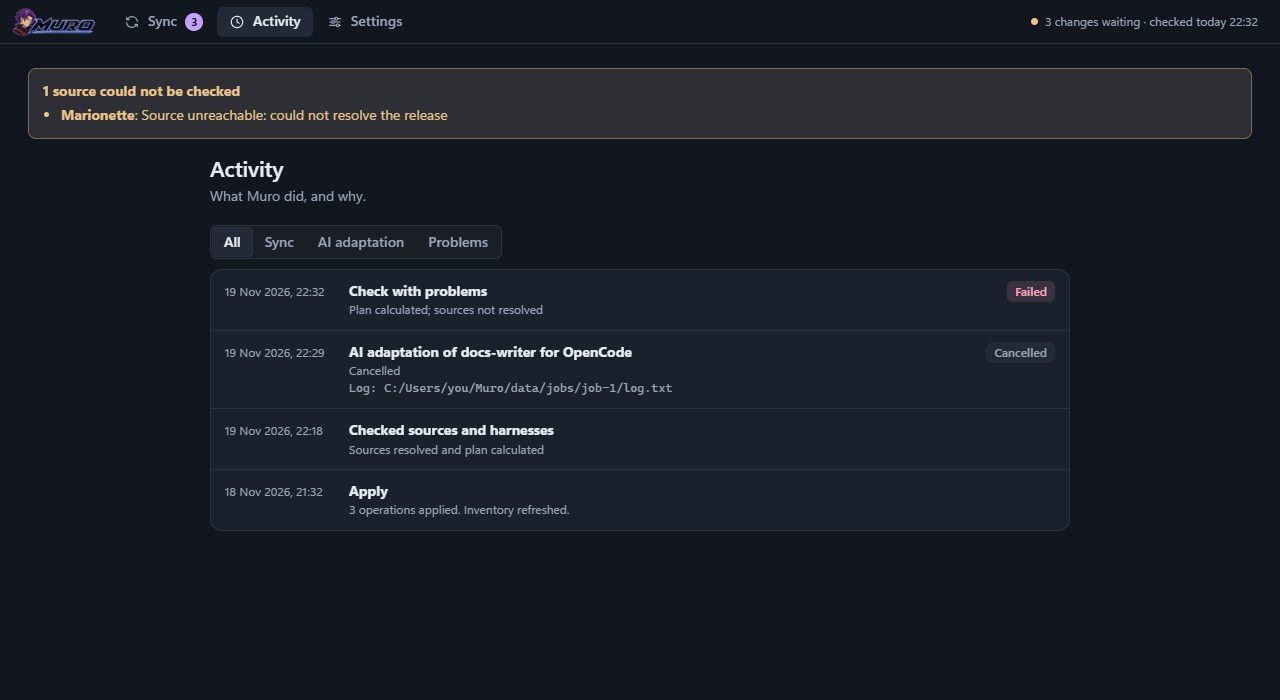 MURO
Sync 3
Activity
Settings
3 changes waiting · checked today 22:32
1 source could not be checked
• Marionette: Source unreachable: could not resolve the release
Activity
What Muro did, and why.
All
Sync
AI adaptation
Problems
19 Nov 2026, 22:32
Check with problems
Failed
Plan calculated; sources not resolved
19 Nov 2026, 22:29
AI adaptation of docs-writer for OpenCode
Cancelled
Cancelled
Log: C:/Users/you/Muro/data/jobs/job-1/log.txt
19 Nov 2026, 22:18
Checked sources and harnesses
Sources resolved and plan calculated
18 Nov 2026, 21:32
Apply
3 operations applied. Inventory refreshed.